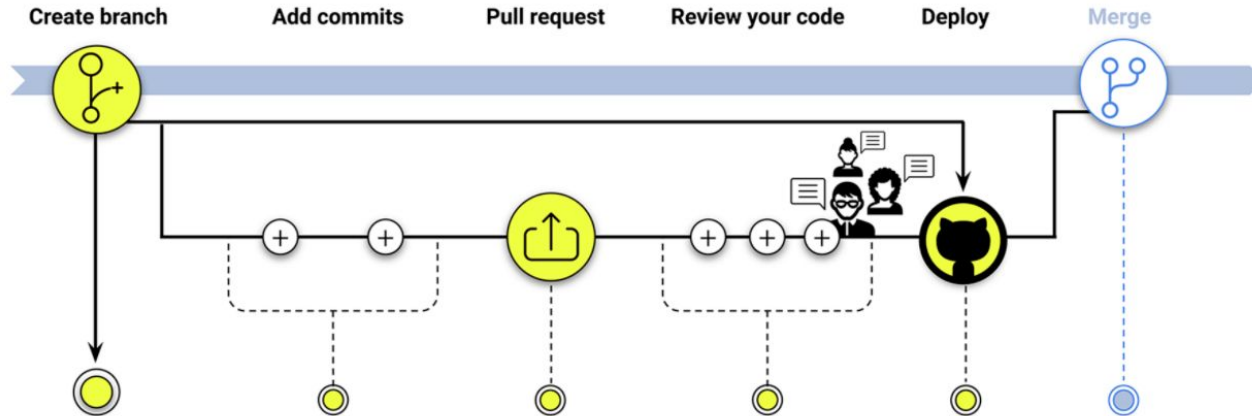 Create branch
Add commits
Pull request
Review your code
Deploy
Merge